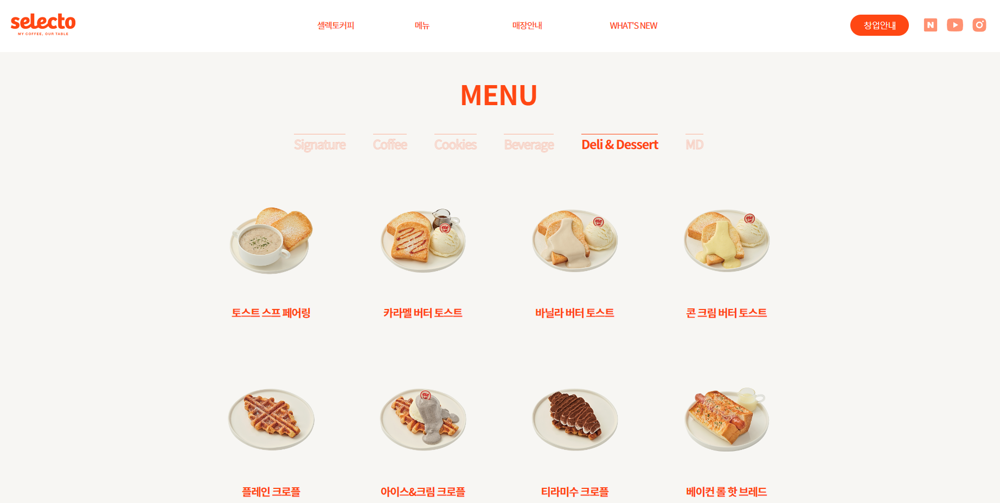 selecto
MY COFFEE, OUR TABLE
셀렉토커피
메뉴
매장안내
WHAT'S NEW
창업안내
N
MENU
Signature
Coffee
Cookies
Beverage
Deli & Dessert
MD
토스트 스프 페어링
카라멜 버터 토스트
바닐라 버터 토스트
콘 크림 버터 토스트
플레인 크로플
아이스&크림 크로플
티라미수 크로플
베이컨 롤 핫 브레드